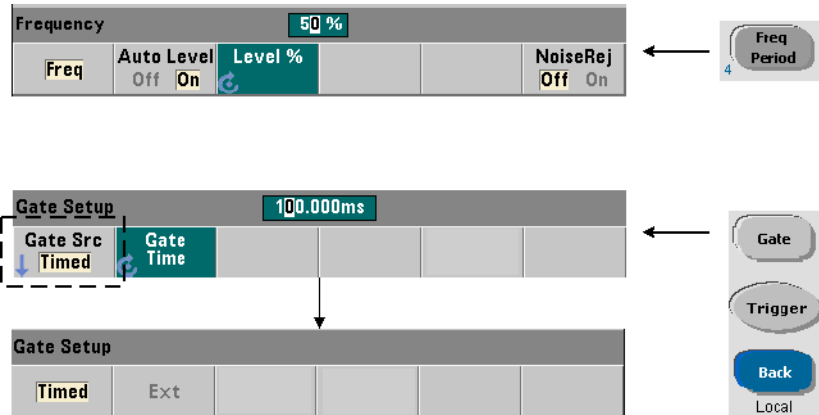 Frequency
50 %
Freq
Auto Level
Off On
Level %
NoiseRej
Off On
Freq
Period
4
Gate Setup
100.000ms
Gate Src
Timed
Gate
Time
Gate
Trigger
Gate Setup
Timed
Ext
Back
Local